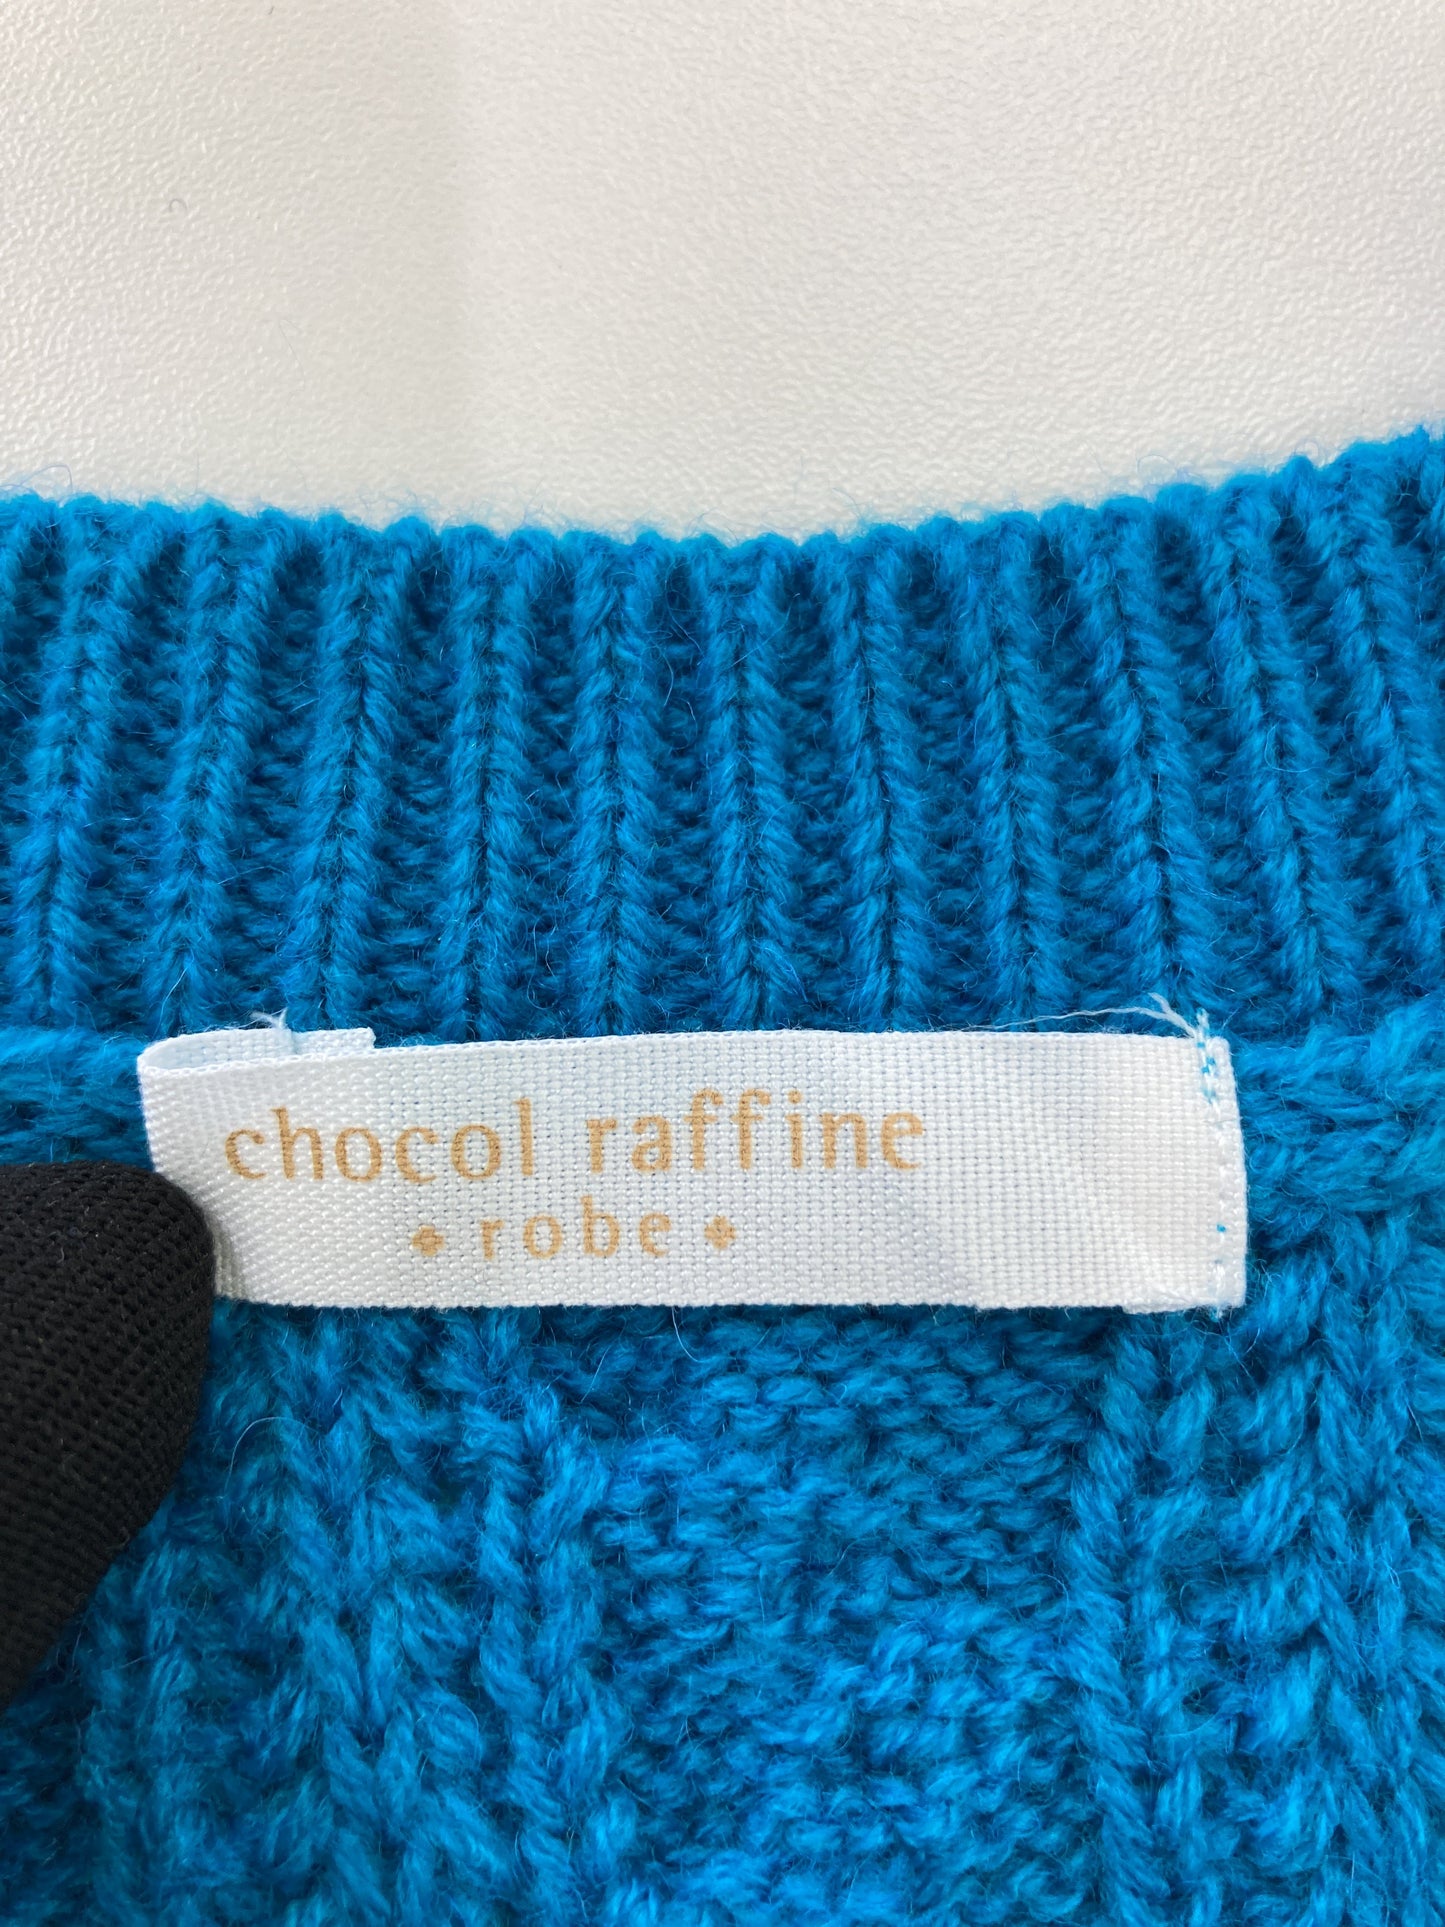 chocol raffine
robe